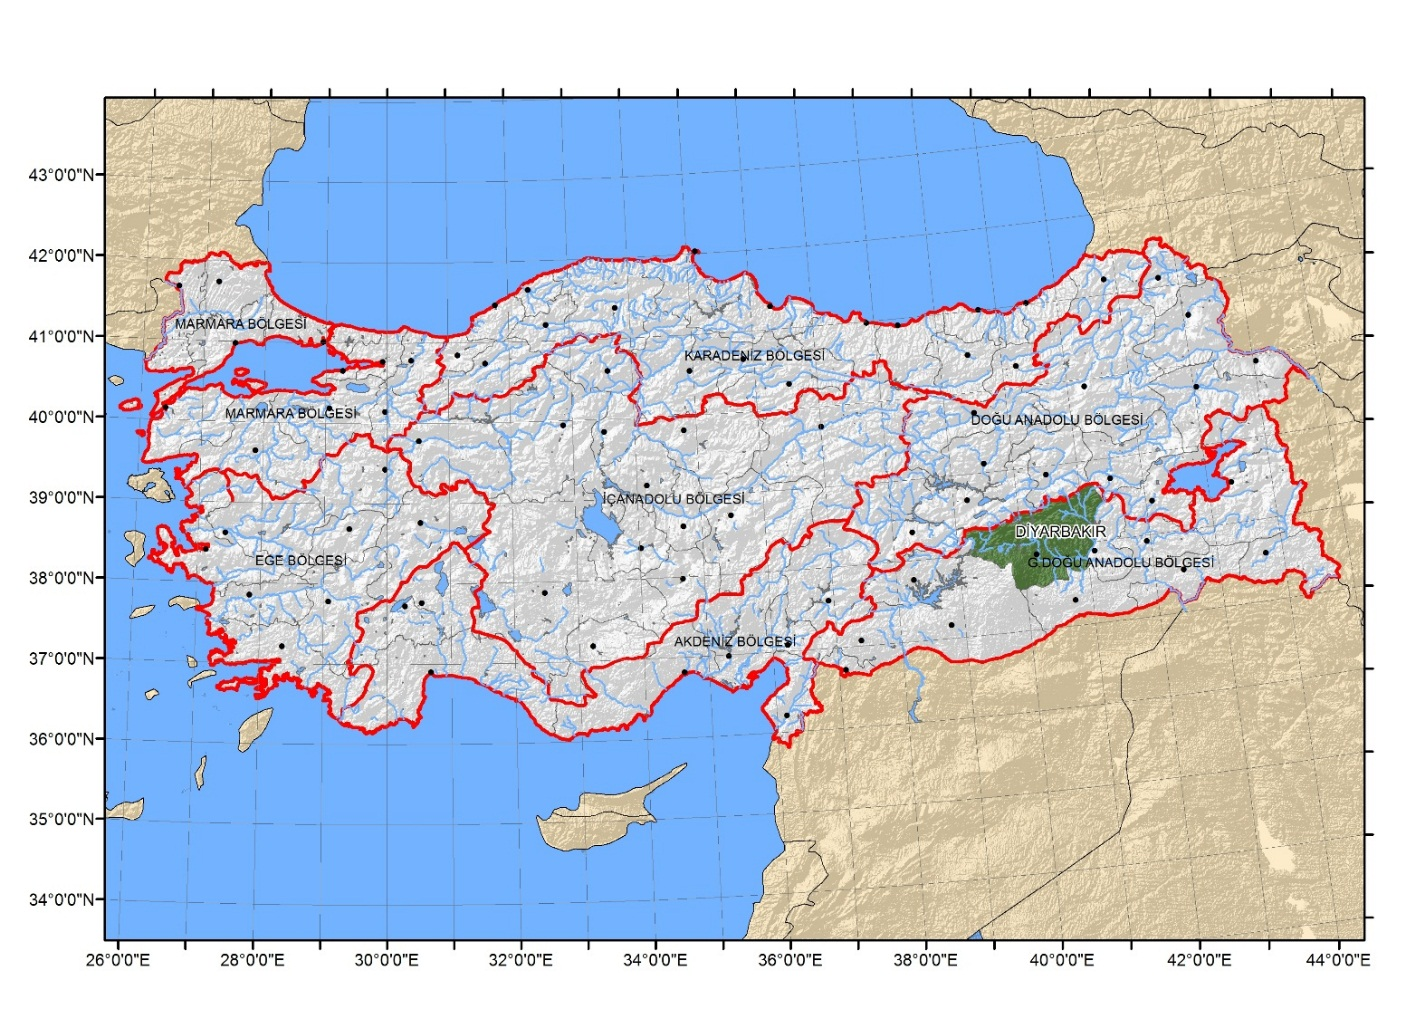 43°0'0"N
42°0'0"N
41°0'0"N
40°0'0"N
39°0'0"N
38°0'0"N
37°0'0"N
36°0'0"N
35°0'0"N
34°0'0"N
MARMARA BÖLGESİ
KARADENİZ BÖLGESİ
MARMARA BÖLGESİ
DOĞU ANADOLU BÖLGESİ
İÇANADOLU BÖLGESİ
DİYARBAKIR
EGE BÖLGESİ
G.DOĞU ANADOLU BÖLGESİ
AKDENİZ BÖLGESİ
26°0'0"E
28°0'0"E
30°0'0"E
32°0'0"E
34°0'0"E
36°0'0"E
38°0'0"E
40°0'0"E
42°0'0"E
44°0'0"E